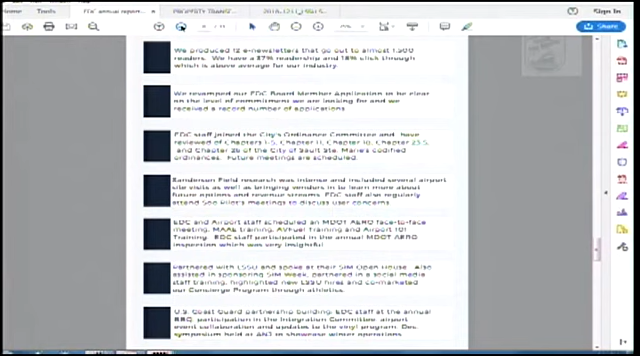 Home Tools EDC annual report... PROPERTY TRANSF... Sign In
Share
We produced 12 e-newsletters that go out to almost 1,500
readers. We have a 37% readership and 18% click through
which is above average for our industry.
We revamped our EDC Board Member Application to be clear
on the level of commitment we are looking for and we
received a record number of applications.
EDC staff joined the City's Ordinance Committee and have
reviewed of Chapters 1-5, Chapter 11, Chapter 18, Chapter 23.5
and Chapter 26 of the City of Sault Ste. Marie's codified
ordinances. Future meetings are scheduled.
Sanderson Field research was intense and included several airport
site visits as well as bringing vendors in to learn more about
future options and revenue streams. EDC staff also regularly
attend Soo Pilot's meetings to discuss user concerns.
EDC and Airport staff scheduled an MDOT AERO face-to-face
meeting, MAAE training, AVFuel Training and Airport 101
Training. EDC staff participated in the annual MDOT AERO
inspection which was very insightful.
Partnered with LSSU and spoke at their SIM Open House. Also
assisted in sponsoring SIM Week, partnered in a social media
staff training, highlighted new LSSU hires and co-marketed
our Concierge Program through athletics.
U.S. Coast Guard partnership building. EDC staff at the annual
BBQ, participation in the Integration Committee, airport
event collaboration and updates to the vinyl program. Dec.
symposium held at ANJ to showcase winter operations.